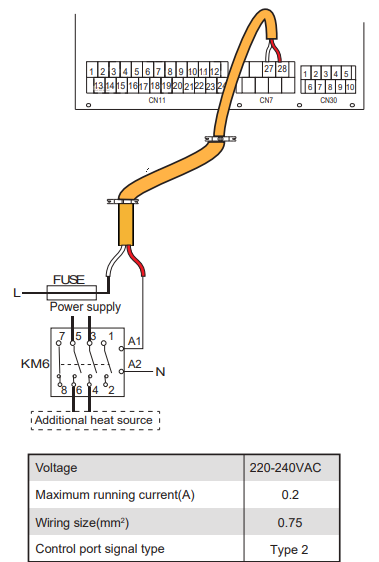 1 2 3 4 5 6 7 8 9 10 11 12
13 14 15 16 17 18 19 20 21 22 23 24
CN11
27 28
CN7
1 2 3 4 5
6 7 8 9 10
CN30
FUSE
L
Power supply
7 5 3 1
A1
KM6
A2
N
8 6 4 2
Additional heat source
Voltage 220-240VAC
Maximum running current(A) 0.2
Wiring size(mm²) 0.75
Control port signal type Type 2